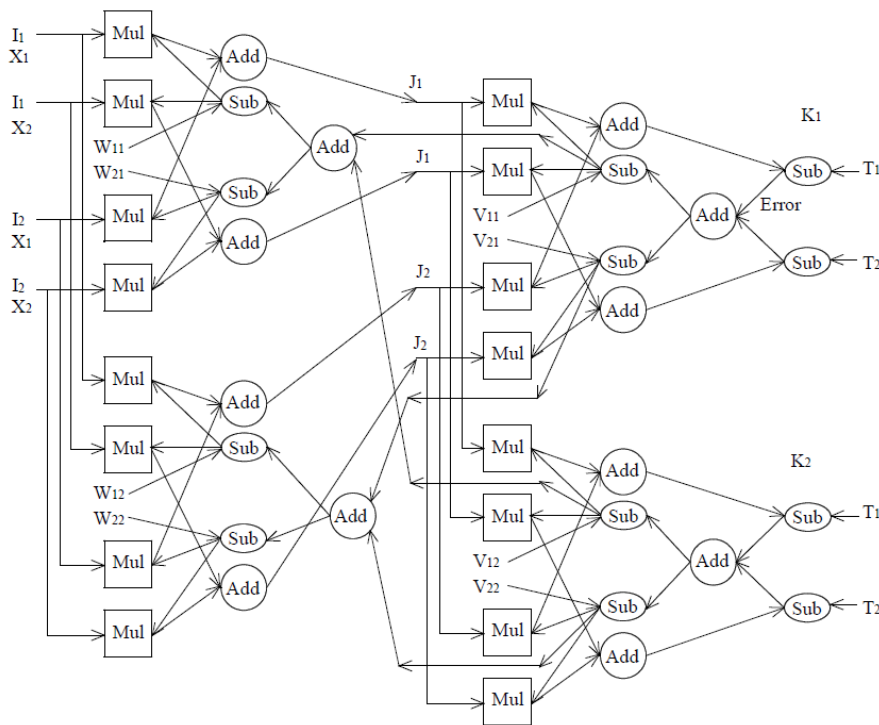 I1
X1
Mul
Add
I1
X2
Mul
Sub
W11
W21
Add
Mul
Sub
I2
X1
Add
I2
X2
Mul
J1
J1
J2
J2
Mul
Add
K1
Mul
Sub
Sub
T1
V11
V21
Add
Error
Mul
Sub
Sub
T2
Add
Mul
Mul
Add
Mul
Sub
W12
W22
Add
Mul
Sub
Add
Mul
Mul
Add
K2
Mul
Sub
Sub
T1
V12
V22
Add
Mul
Sub
Sub
T2
Add
Mul